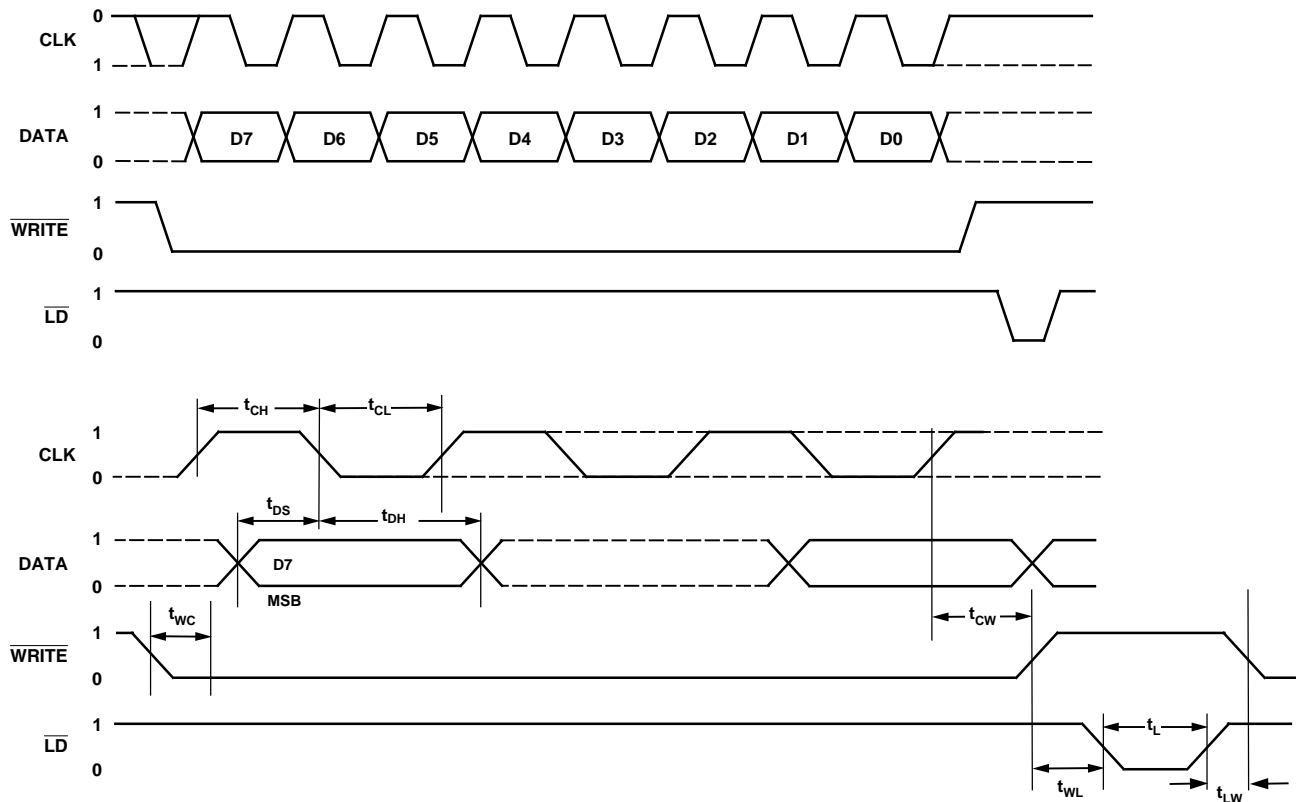 0
CLK
1
1
DATA
D7 D6 D5 D4 D3 D2 D1 D0
0
1
WRITE
0
1
LD
0
tCH tCL
1
CLK
0
tDS tDH
1
DATA D7
0
MSB
tWC tCW
1
WRITE
0
1
LD tL
0
tWL tLW